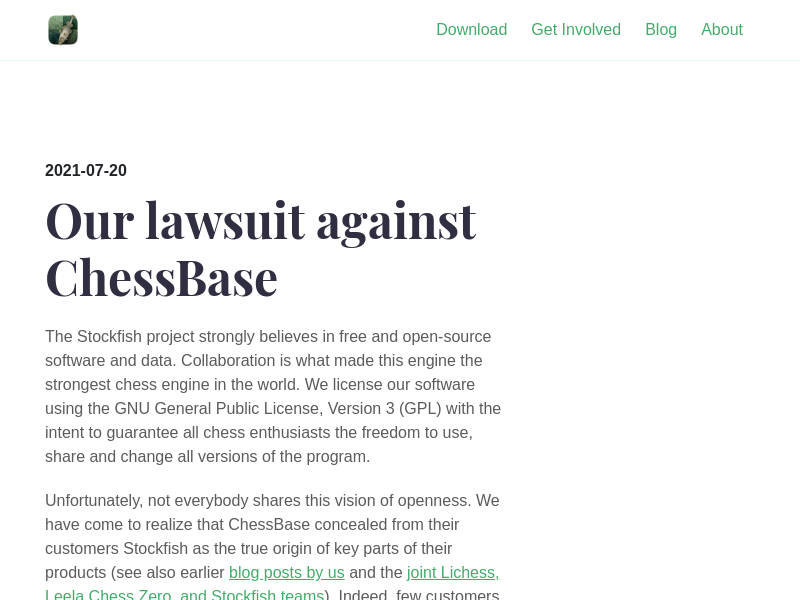 Download Get Involved Blog About
2021-07-20
Our lawsuit against
ChessBase
The Stockfish project strongly believes in free and open-source
software and data. Collaboration is what made this engine the
strongest chess engine in the world. We license our software
using the GNU General Public License, Version 3 (GPL) with the
intent to guarantee all chess enthusiasts the freedom to use,
share and change all versions of the program.
Unfortunately, not everybody shares this vision of openness. We
have come to realize that ChessBase concealed from their
customers Stockfish as the true origin of key parts of their
products (see also earlier blog posts by us and the joint Lichess,
Leela Chess Zero, and Stockfish teams). Indeed, few customers